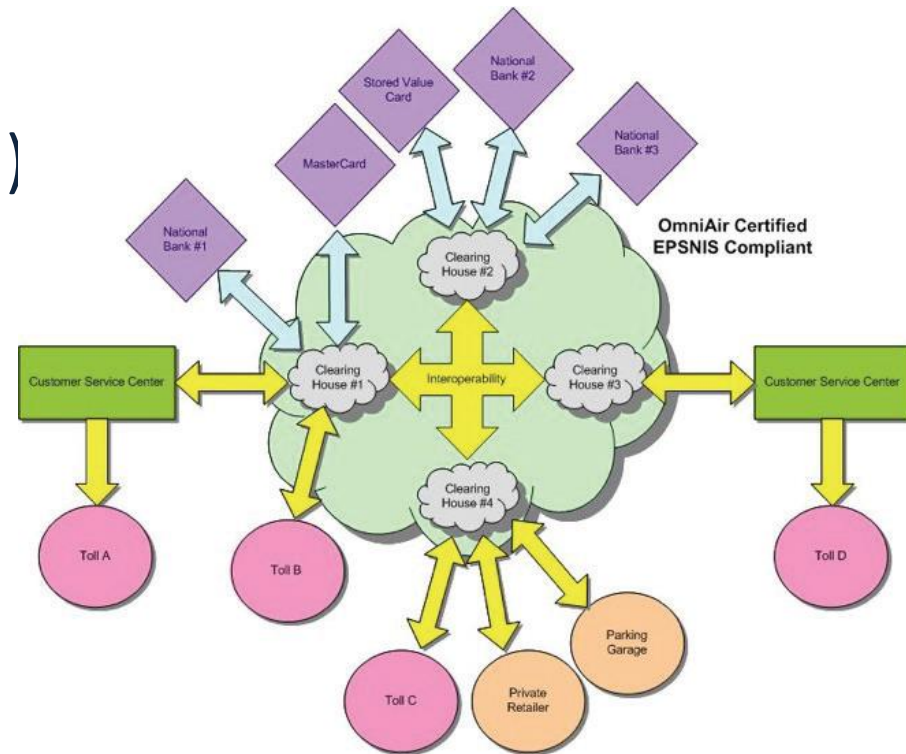 National
Bank #2
Stored Value
Card
National
Bank #3
)
MasterCard
National
Bank #1
OmniAir Certified
EPSNIS Compliant
Clearing
House #2
Clearing
House #1
Interoperability
Clearing
House #3
Customer Service Center
Customer Service Center
Clearing
House #4
Toll A
Toll B
Toll D
Parking
Garage
Toll C
Private
Retailer